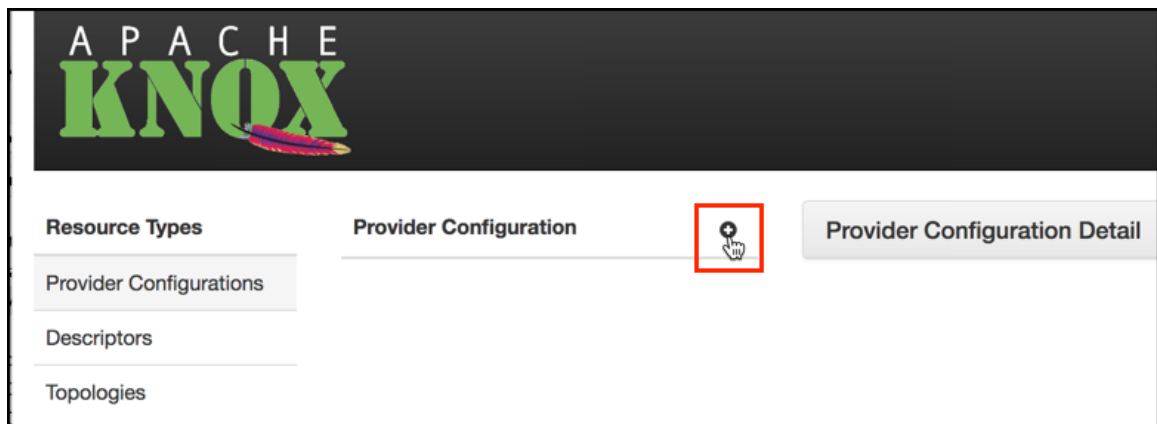 APACHE
KNOX
Resource Types
Provider Configuration
Provider Configuration Detail
Provider Configurations
Descriptors
Topologies